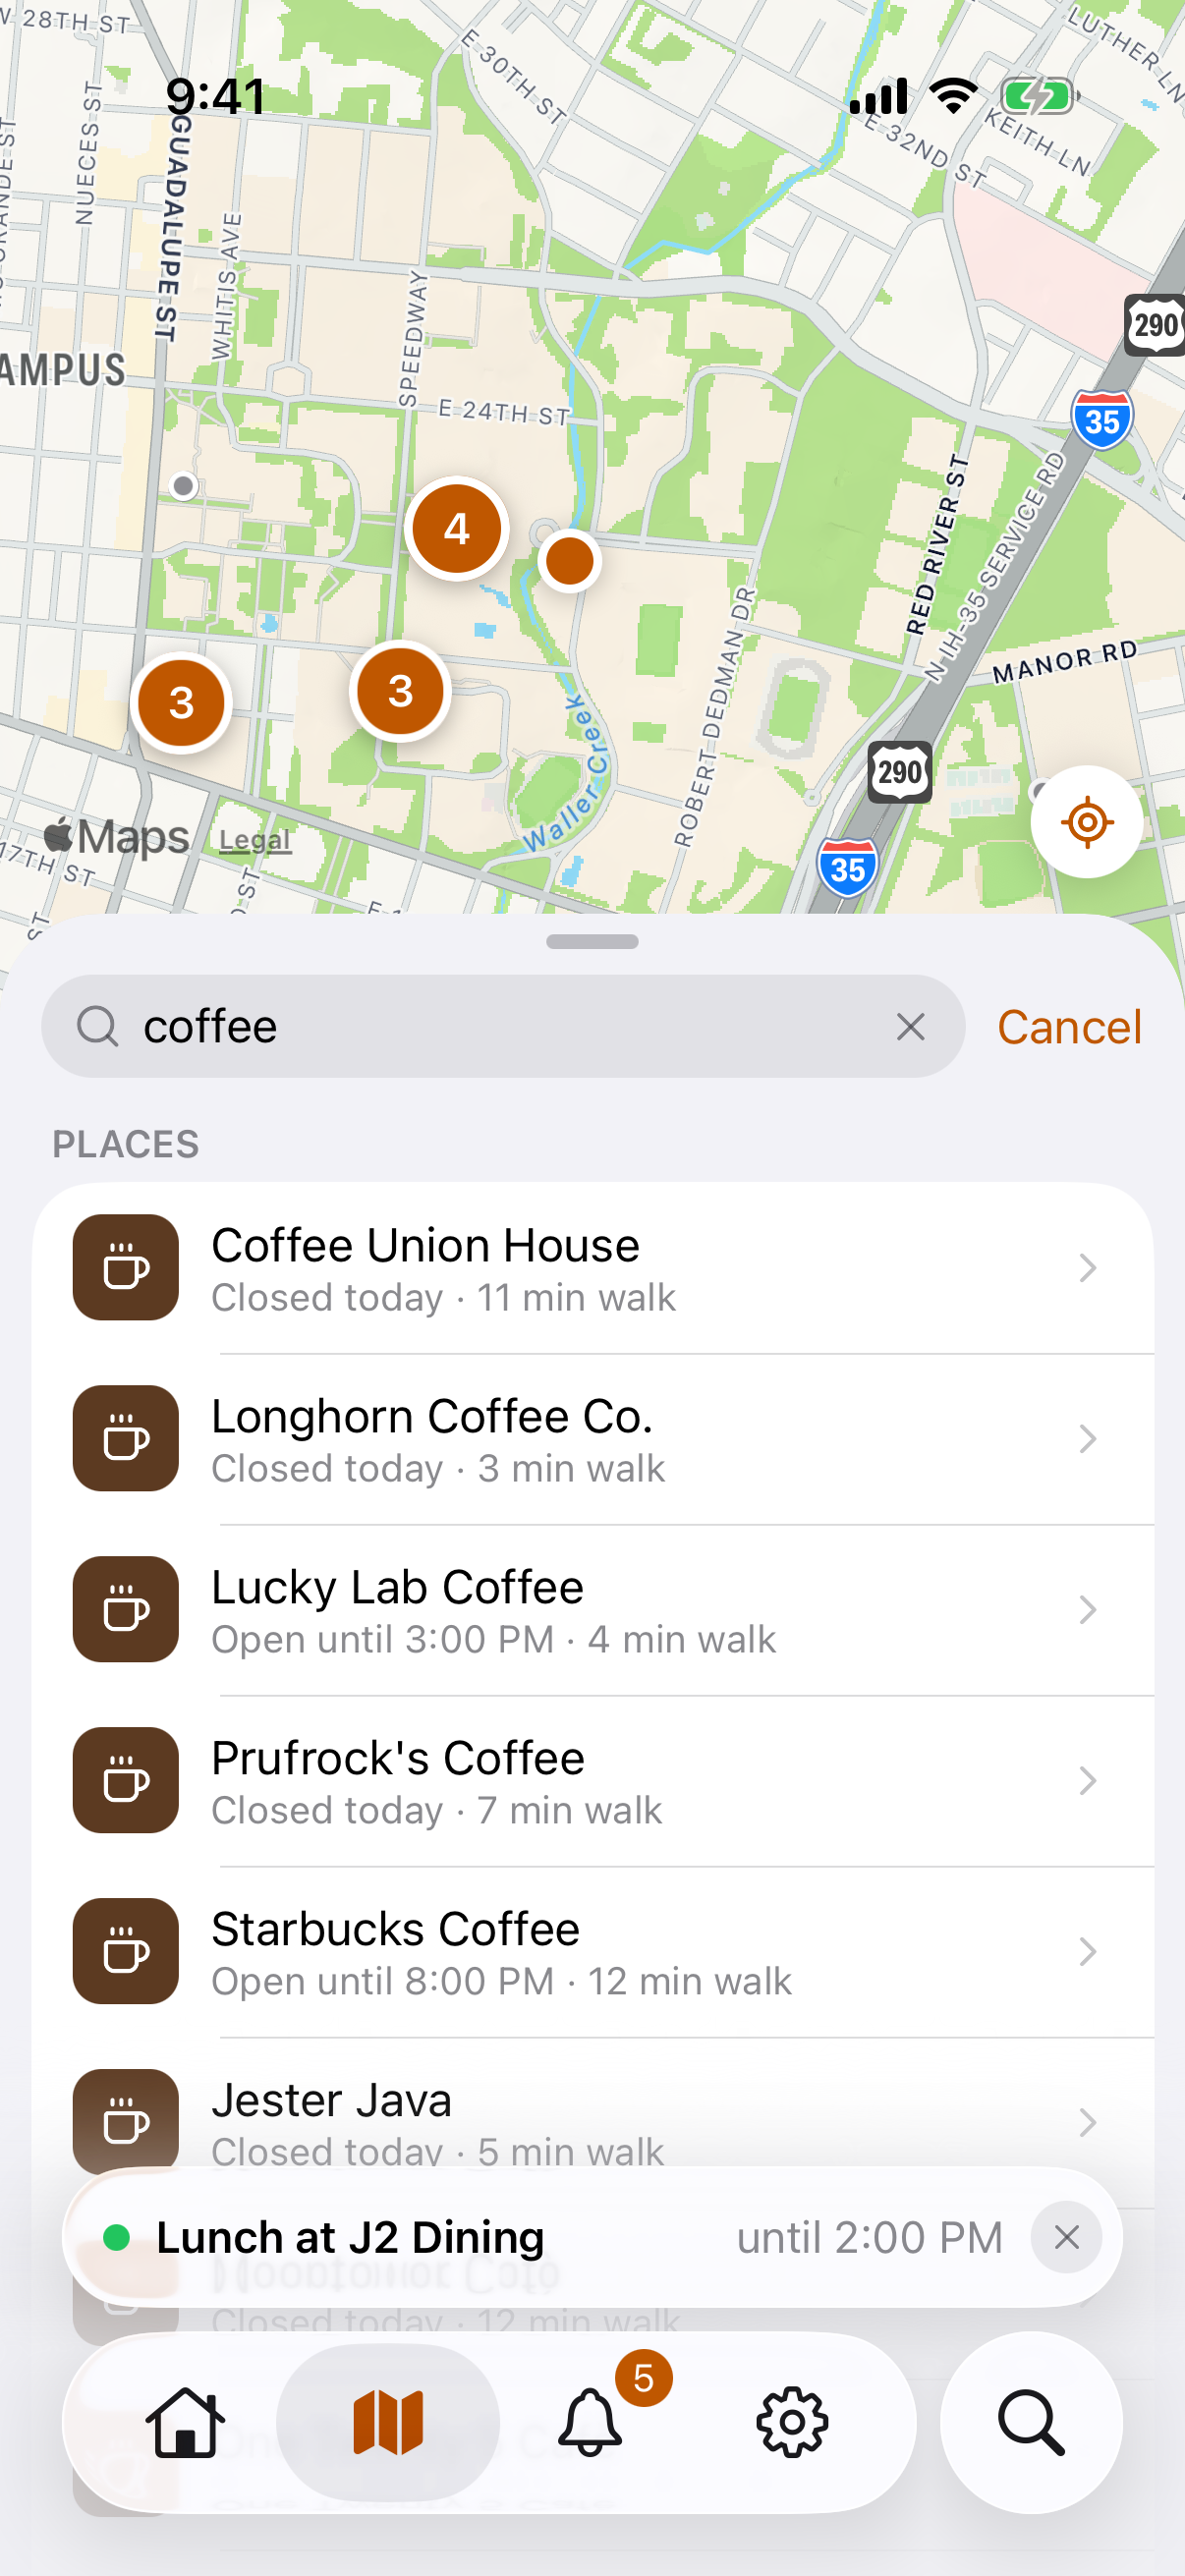 W 28TH ST
E 30TH ST
LUTHER LN
9:41
NUECES ST
GUADALUPE ST
WHITIS AVE
E 32ND ST
KEITH LN
SPEEDWAY
290
AMPUS
E 24TH ST
35
4
RED RIVER ST
N IH-35 SERVICE RD
3
3
MANOR RD
ROBERT DEDMAN DR
Waller Creek
290
Maps
Legal
17TH ST
35
ST
coffee
Cancel
PLACES
Coffee Union House
Closed today · 11 min walk
Longhorn Coffee Co.
Closed today · 3 min walk
Lucky Lab Coffee
Open until 3:00 PM · 4 min walk
Prufrock's Coffee
Closed today · 7 min walk
Starbucks Coffee
Open until 8:00 PM · 12 min walk
Jester Java
Closed today · 5 min walk
Lunch at J2 Dining
until 2:00 PM
Closed today · 12 min walk
5